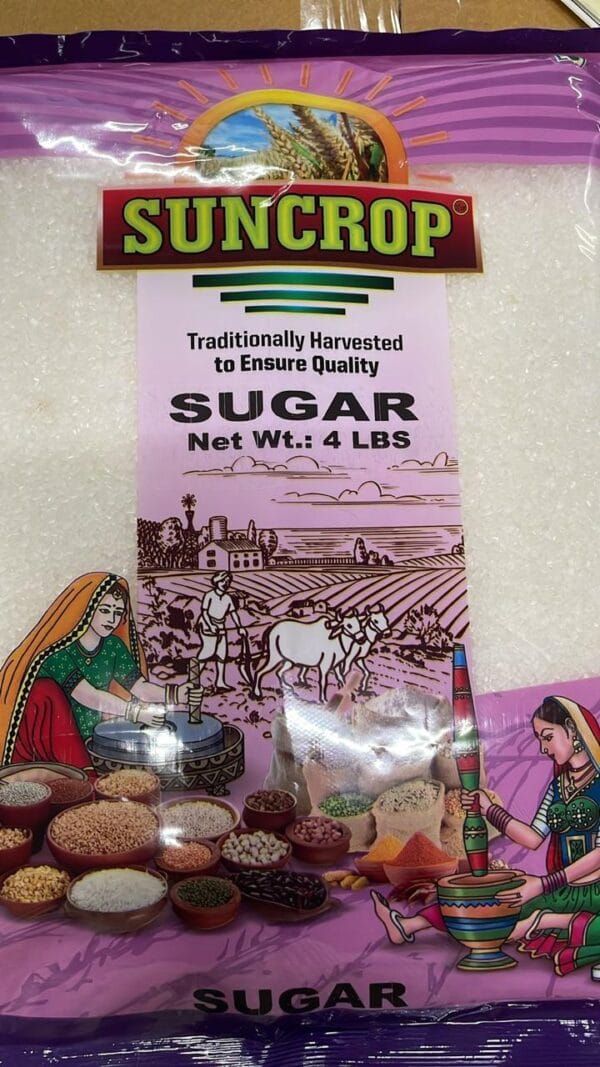 SUNCROP
Traditionally Harvested
to Ensure Quality
SUGAR
Net Wt.: 4 LBS
SUGAR